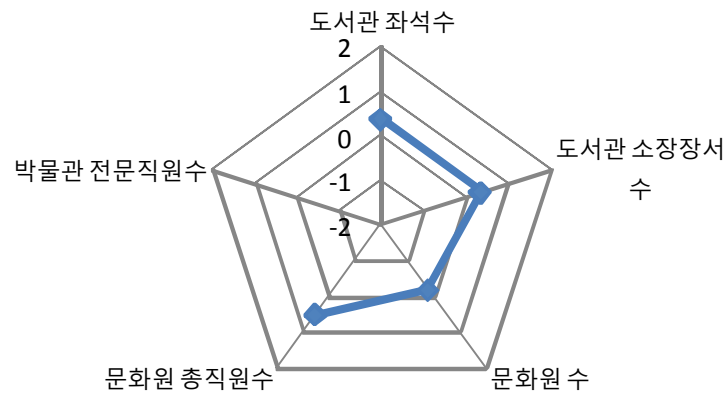 도서관 좌석수
2
1
0
-1
-2
도서관 소장장서
수
박물관 전문직원수
문화원 총직원수
문화원 수